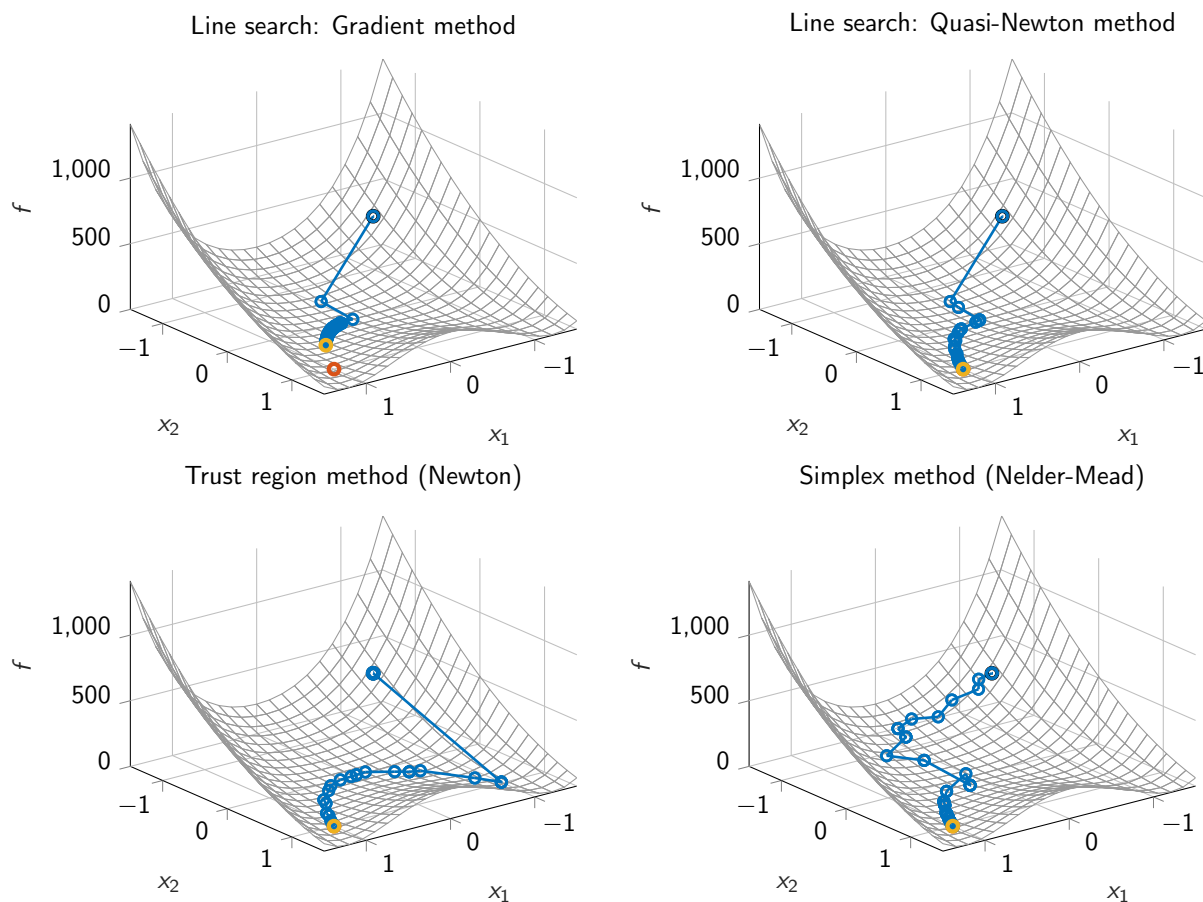 Line search: Gradient method
1,000
500
0
f
−1
0
1
x₂
1
0
−1
x₁
Line search: Quasi-Newton method
1,000
500
0
f
−1
0
1
x₂
1
0
−1
x₁
Trust region method (Newton)
1,000
500
0
f
−1
0
1
x₂
1
0
−1
x₁
Simplex method (Nelder-Mead)
1,000
500
0
f
−1
0
1
x₂
1
0
−1
x₁